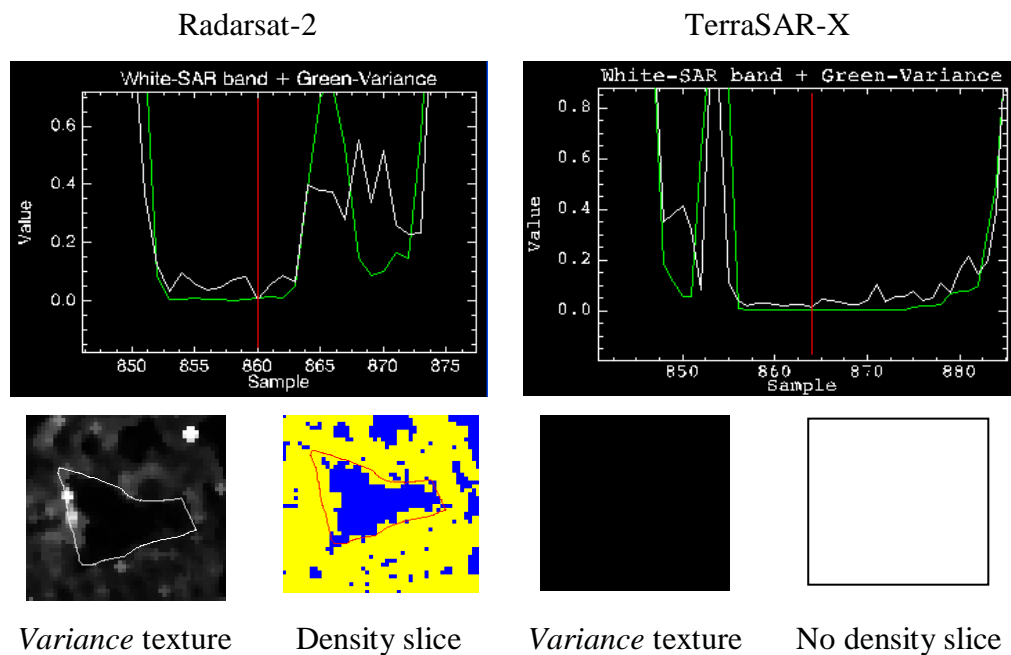 Radarsat-2
TerraSAR-X
White-SAR band + Green-Variance
Value
0.6
0.4
0.2
0.0
850 855 860 865 870 875
Sample
White-SAR band + Green-Variance
Value
0.8
0.6
0.4
0.2
0.0
850 860 870 880
Sample
Variance texture
Density slice
Variance texture
No density slice